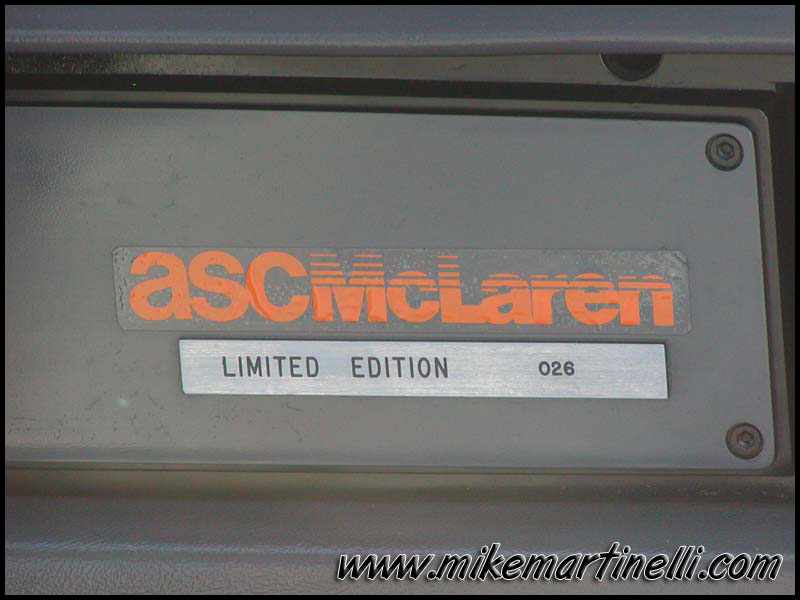 ascMcLaren
LIMITED EDITION 026
www.mikemartinelli.com